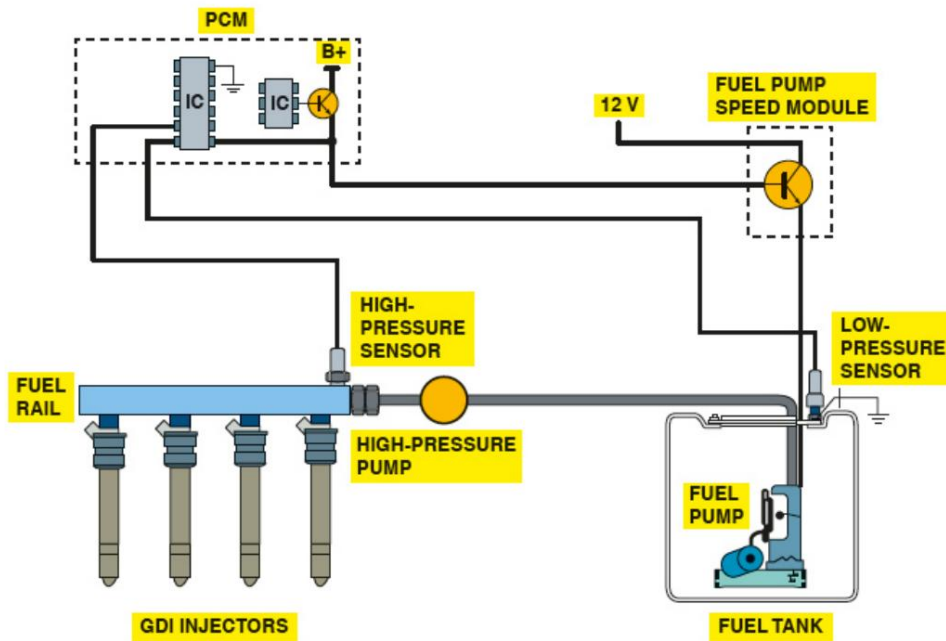 PCM
B+
IC
IC
12 V
FUEL PUMP
SPEED MODULE
HIGH-
PRESSURE
SENSOR
LOW-
PRESSURE
SENSOR
FUEL
RAIL
HIGH-PRESSURE
PUMP
FUEL
PUMP
GDI INJECTORS
FUEL TANK